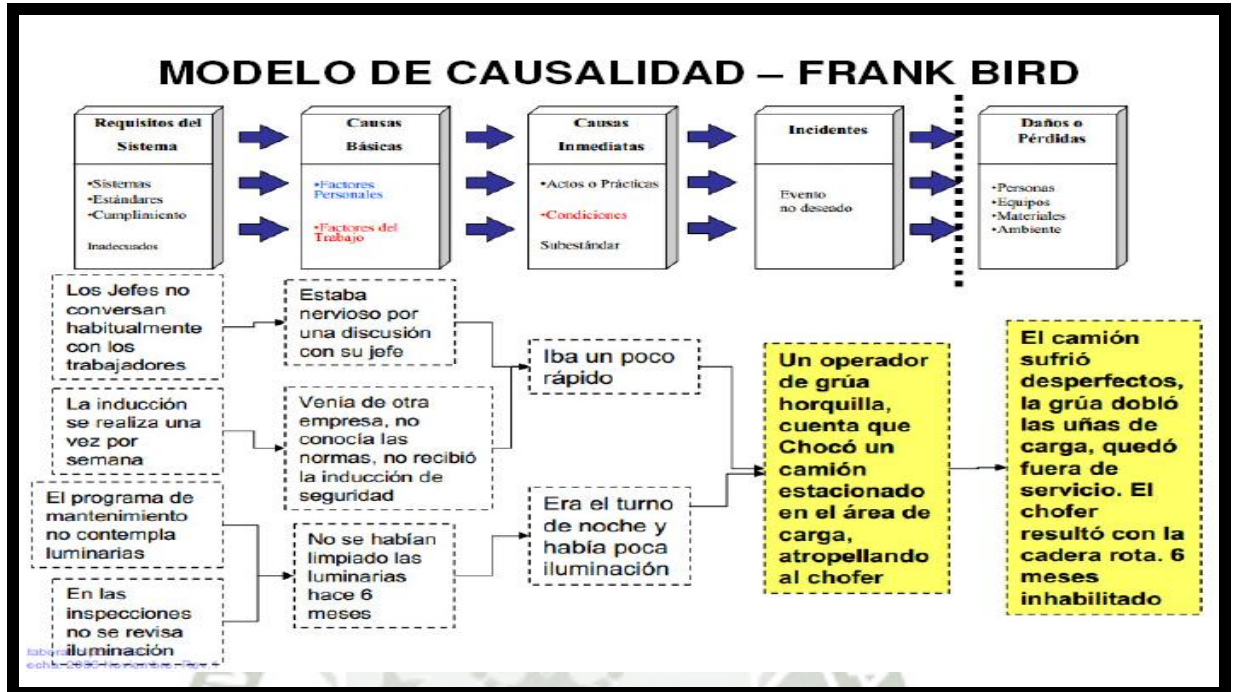 MODELO DE CAUSALIDAD – FRANK BIRD
Requisitos del
Sistema
•Sistemas
•Estándares
•Cumplimiento
Inadecuados
Causas
Básicas
•Factores
Personales
•Factores del
Trabajo
Causas
Inmediatas
•Actos o Prácticas
•Condiciones
Subestándar
Incidentes
Evento
no deseado
Daños o
Pérdidas
•Personas
•Equipos
•Materiales
•Ambiente
Los Jefes no
conversan
habitualmente
con los
trabajadores
La inducción
se realiza una
vez por
semana
El programa de
mantenimiento
no contempla
luminarias
En las
inspecciones
no se revisa
iluminación
Estaba
nervioso por
una discusión
con su jefe
Venía de otra
empresa, no
conocía las
normas, no recibió
la inducción de
seguridad
No se habían
limpiado las
luminarias
hace 6
meses
Iba un poco
rápido
Era el turno
de noche y
había poca
iluminación
Un operador
de grúa
horquilla,
cuenta que
Chocó un
camión
estacionado
en el área de
carga,
atropellando
al chofer
El camión
sufrió
desperfectos,
la grúa dobló
las uñas de
carga, quedó
fuera de
servicio. El
chofer
resultó con la
cadera rota. 6
meses
inhabilitado